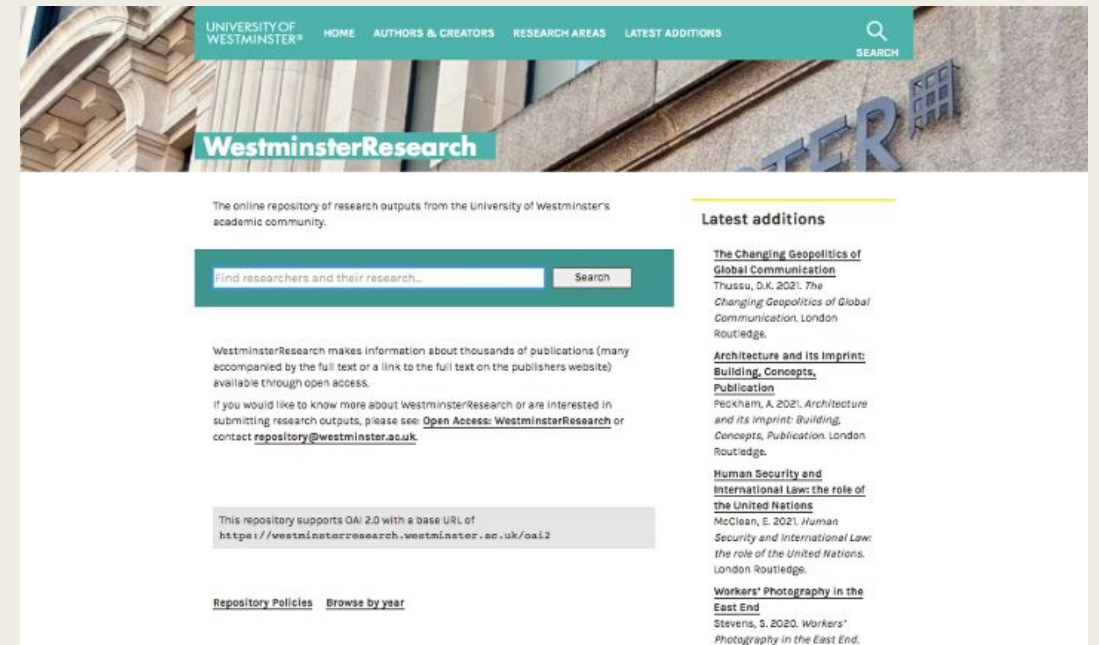 UNIVERSITY OF
WESTMINSTER
HOME AUTHORS & CREATORS RESEARCH AREAS LATEST ADDITIONS
SEARCH
WestminsterResearch
TER
The online repository of research outputs from the University of Westminster's
academic community.
Find researchers and their research...
Search
WestminsterResearch makes information about thousands of publications (many
accompanied by the full text or a link to the full text on the publishers website)
available through open access.
If you would like to know more about WestminsterResearch or are interested in
submitting research outputs, please see: Open Access: WestminsterResearch or
contact repository@westminster.ac.uk.
This repository supports OAI 2.0 with a base URL of
https://westminsterresearch.westminster.ac.uk/oai2
Repository Policies Browse by year
Latest additions
The Changing Geopolitics of
Global Communication
Thussu, D.K. 2021. The
Changing Geopolitics of Global
Communication. London
Routledge.
Architecture and its Imprint:
Building, Concepts,
Publication
Peckham, A. 2021. Architecture
and its Imprint: Building,
Concepts, Publication. London
Routledge.
Human Security and
International Law: the role of
the United Nations
McClean, E. 2021. Human
Security and International Law:
the role of the United Nations.
London Routledge.
Workers' Photography in the
East End
Stevens, S. 2020. Workers'
Photography in the East End.